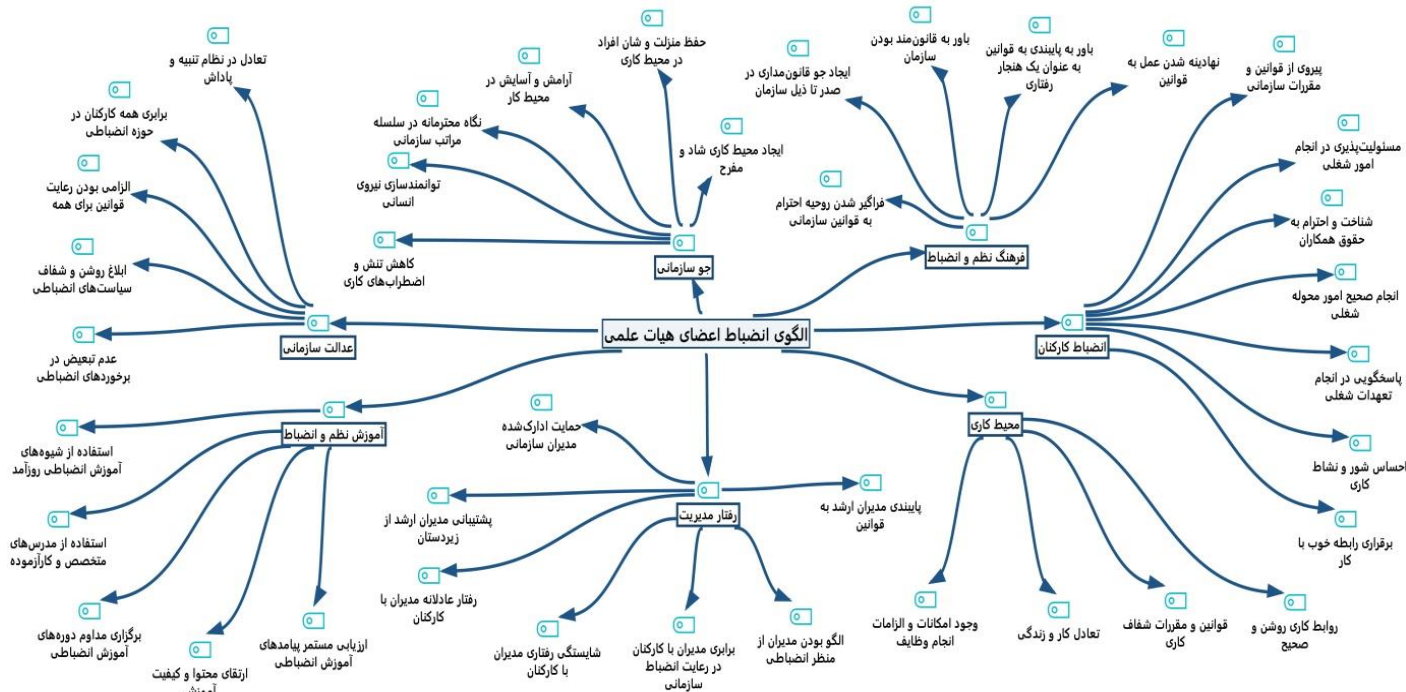 الگوی انضباط اعضای هیات علمی
انضباط کارکنان
پیروی از قوانین و
مقررات سازمانی
مسئولیت‌پذیری در انجام
امور شغلی
شناخت و احترام به
حقوق همکاران
انجام صحیح امور محوله
شغلی
پاسخگویی در انجام
تعهدات شغلی
احساس شور و نشاط
کاری
برقراری رابطه خوب با
کار
فرهنگ نظم و انضباط
نهادینه شدن عمل به
قوانین
باور به پایبندی به قوانین
به عنوان یک هنجار
رفتاری
باور به قانون‌مند بودن
سازمان
ایجاد جو قانون‌مداری در
صدر تا ذیل سازمان
فراگیر شدن روحیه احترام
به قوانین سازمانی
جو سازمانی
ایجاد محیط کاری شاد و
مفرح
حفظ منزلت و شان افراد
در محیط کاری
آرامش و آسایش در
محیط کار
نگاه محترمانه در سلسله
مراتب سازمانی
توانمندسازی نیروی
انسانی
کاهش تنش و
اضطراب‌های کاری
عدالت سازمانی
تعادل در نظام تنبیه و
پاداش
برابری همه کارکنان در
حوزه انضباطی
الزامی بودن رعایت
قوانین برای همه
ابلاغ روشن و شفاف
سیاست‌های انضباطی
عدم تبعیض در
برخوردهای انضباطی
آموزش نظم و انضباط
استفاده از شیوه‌های
آموزش انضباطی روزآمد
استفاده از مدرس‌های
متخصص و کارآزموده
برگزاری مداوم دوره‌های
آموزش انضباطی
ارتقای محتوا و کیفیت
ارزیابی مستمر پیامدهای
آموزش انضباطی
رفتار مدیریت
حمایت ادارک‌شده
مدیران سازمانی
پشتیبانی مدیران ارشد از
زیردستان
رفتار عادلانه مدیران با
کارکنان
شایستگی رفتاری مدیران
با کارکنان
برابری مدیران با کارکنان
در رعایت انضباط
سازمانی
الگو بودن مدیران از
منظر انضباطی
پایبندی مدیران ارشد به
قوانین
محیط کاری
وجود امکانات و الزامات
انجام وظایف
تعادل کار و زندگی
قوانین و مقررات شفاف
کاری
روابط کاری روشن و
صحیح